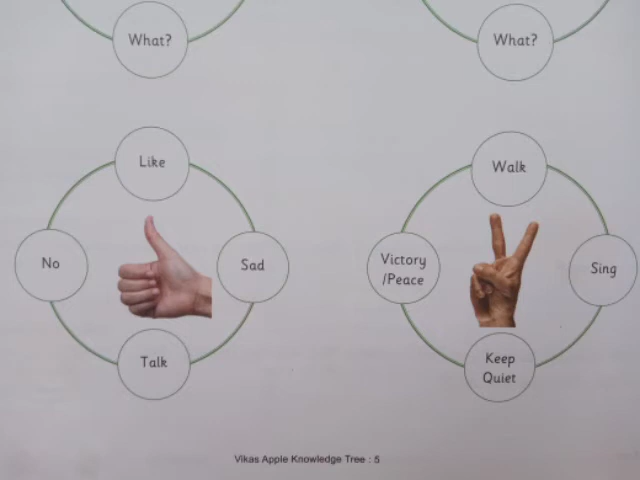 What?
What?
Like
No
Sad
Talk
Walk
Victory
/Peace
Sing
Keep
Quiet
Vikas Apple Knowledge Tree : 5